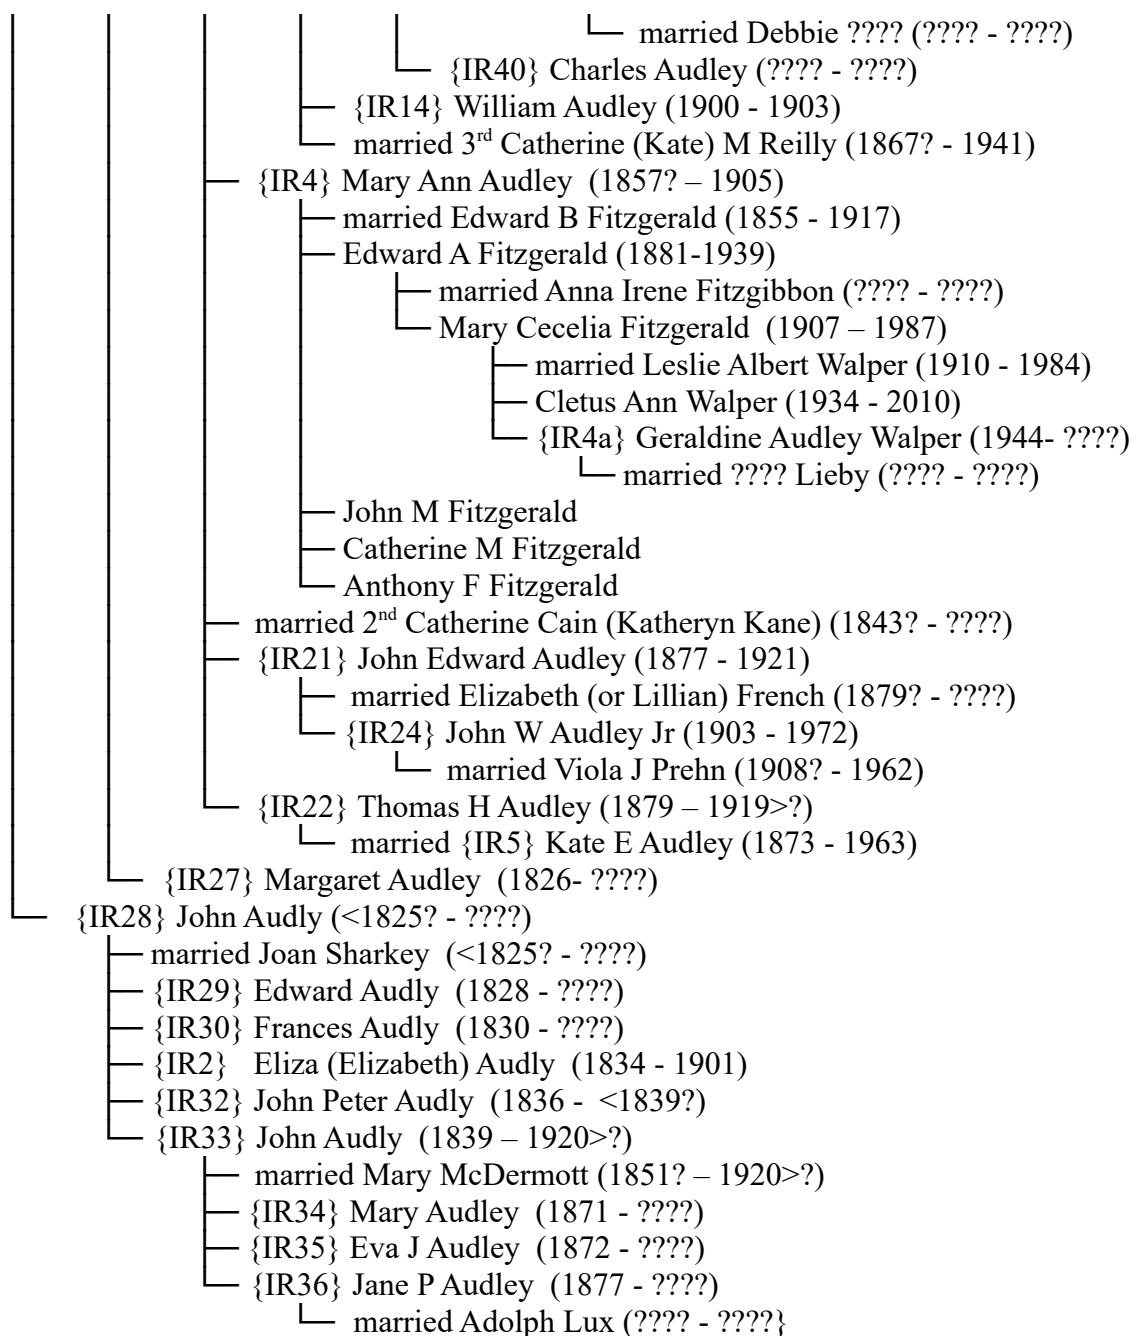 married Debbie ???? (???? - ????)
{IR40} Charles Audley (???? - ????)
{IR14} William Audley (1900 - 1903)
married 3rd Catherine (Kate) M Reilly (1867? - 1941)
{IR4} Mary Ann Audley (1857? – 1905)
married Edward B Fitzgerald (1855 - 1917)
Edward A Fitzgerald (1881-1939)
married Anna Irene Fitzgibbon (???? - ????)
Mary Cecelia Fitzgerald (1907 – 1987)
married Leslie Albert Walper (1910 - 1984)
Cletus Ann Walper (1934 - 2010)
{IR4a} Geraldine Audley Walper (1944- ????)
married ???? Lieby (???? - ????)
John M Fitzgerald
Catherine M Fitzgerald
Anthony F Fitzgerald
married 2nd Catherine Cain (Katheryn Kane) (1843? - ????)
{IR21} John Edward Audley (1877 - 1921)
married Elizabeth (or Lillian) French (1879? - ????)
{IR24} John W Audley Jr (1903 - 1972)
married Viola J Prehn (1908? - 1962)
{IR22} Thomas H Audley (1879 – 1919>?)
married {IR5} Kate E Audley (1873 - 1963)
{IR27} Margaret Audley (1826- ????)
{IR28} John Audly (<1825? - ????)
married Joan Sharkey (<1825? - ????)
{IR29} Edward Audly (1828 - ????)
{IR30} Frances Audly (1830 - ????)
{IR2} Eliza (Elizabeth) Audly (1834 - 1901)
{IR32} John Peter Audly (1836 - <1839?)
{IR33} John Audly (1839 – 1920>?)
married Mary McDermott (1851? – 1920>?)
{IR34} Mary Audley (1871 - ????)
{IR35} Eva J Audley (1872 - ????)
{IR36} Jane P Audley (1877 - ????)
married Adolph Lux (???? - ????}